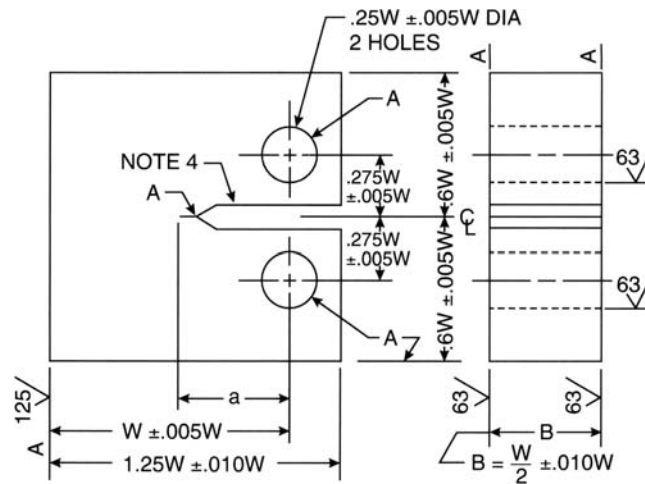 .25W ±.005W DIA
2 HOLES
A
NOTE 4
A
.275W
±.005W
.275W
±.005W
.6W ±.005W
.6W ±.005W
CL
A
A
A
63
63
A
125
a
W ±.005W
1.25W ±.010W
A
63
63
B
B = W/2 ±.010W